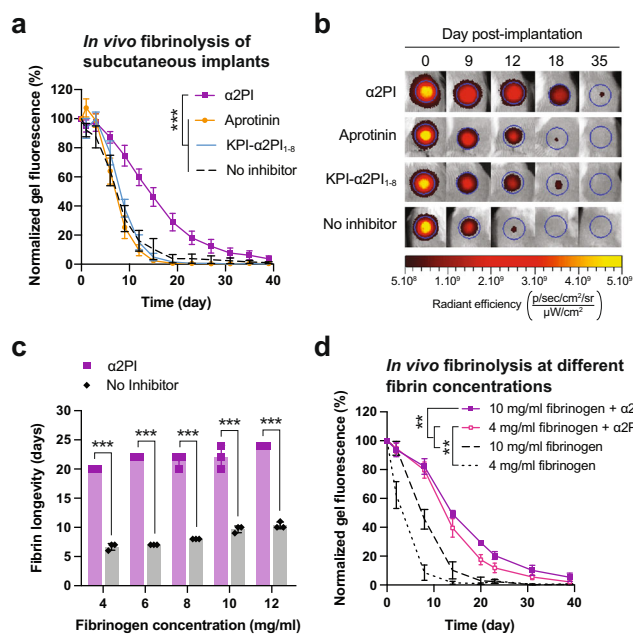 a
In vivo fibrinolysis of
subcutaneous implants
Normalized gel fluorescence (%)
120
100
80
60
40
20
0
0 10 20 30 40
Time (day)
***
α2PI
Aprotinin
KPI-α2PI1-8
No inhibitor
b
Day post-implantation
0 9 12 18 35
α2PI
Aprotinin
KPI-α2PI1-8
No inhibitor
5.10⁸ 1.10⁹ 2.10⁹ 3.10⁹ 4.10⁹ 5.10⁹
Radiant efficiency (p/sec/cm²/sr
µW/cm²)
c
α2PI
No Inhibitor
Fibrin longevity (days)
30
25
20
15
10
5
0
*** *** *** *** ***
4 6 8 10 12
Fibrinogen concentration (mg/ml)
d
In vivo fibrinolysis at different
fibrin concentrations
Normalized gel fluorescence (%)
120
100
80
60
40
20
0
0 10 20 30 40
Time (day)
**
**
10 mg/ml fibrinogen + α2
4 mg/ml fibrinogen + α2P
10 mg/ml fibrinogen
4 mg/ml fibrinogen